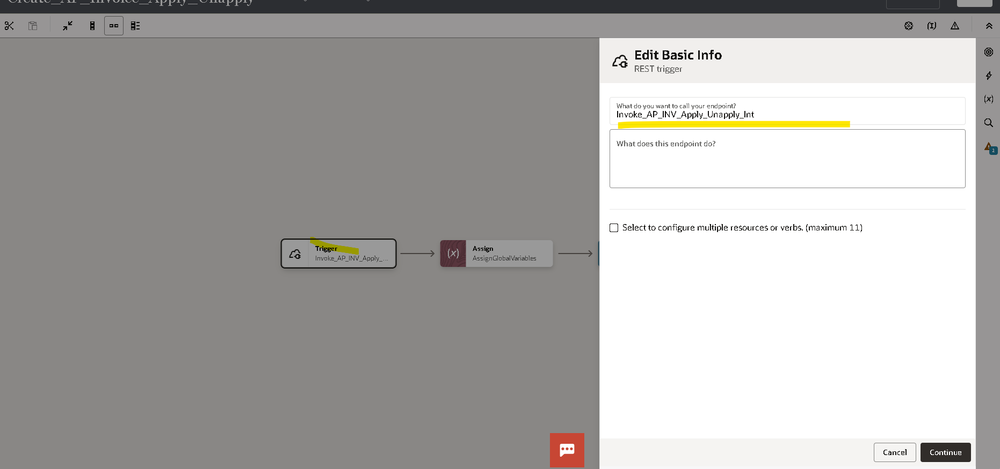 Create_AP_Invoice_Apply_Unapply
Edit Basic Info
REST trigger
What do you want to call your endpoint?
Invoke_AP_INV_Apply_Unapply_Int
What does this endpoint do?
Select to configure multiple resources or verbs. (maximum 11)
Trigger
Invoke_AP_INV_Apply_...
(x)
Assign
AssignGlobalVariables
(x)
2
Cancel
Continue